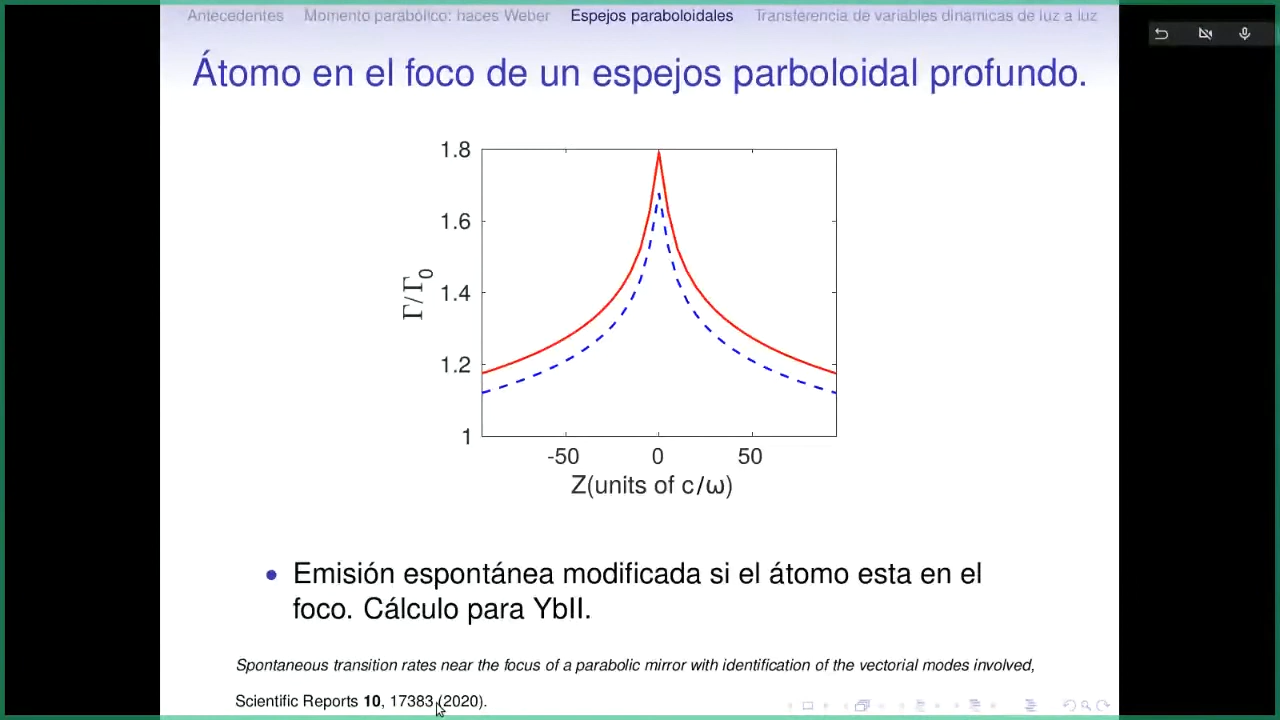 Antecedentes Momento parabólico: haces Weber Espejos paraboloidales Transferencia de variables dinámicas de luz a luz
Átomo en el foco de un espejos parboloidal profundo.
1.8
1.6
1.4
1.2
1
Γ/Γ0
-50 0 50
Z(units of c/ω)
• Emisión espontánea modificada si el átomo esta en el
foco. Cálculo para YbII.
Spontaneous transition rates near the focus of a parabolic mirror with identification of the vectorial modes involved,
Scientific Reports 10, 17383 (2020).